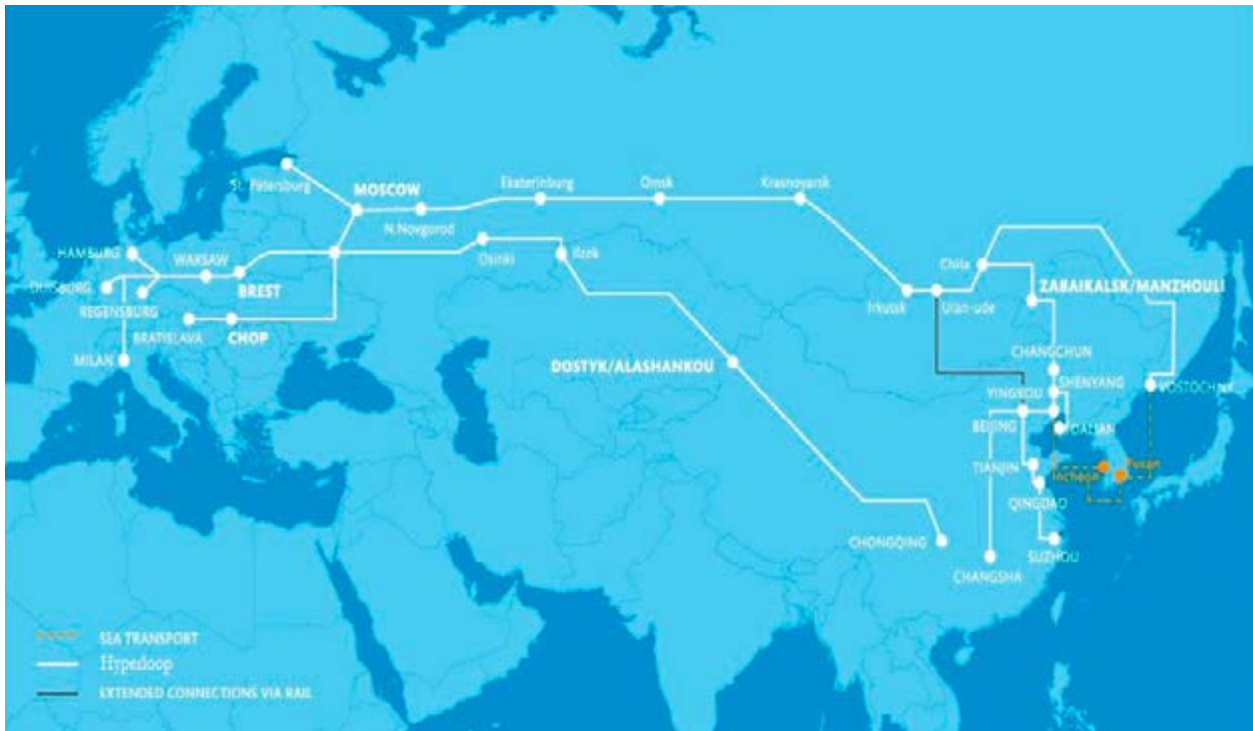 St. Petersburg
MOSCOW
N.Novgorod
Ekaterinburg
Omsk
Krasnoyarsk
HAMBURG
WARSAW
DUISBURG
BREST
REGENSBURG
BRATISLAVA
CHOP
MILAN
Osinki
Ilzek
Irkutsk
Ulan-ude
Chita
ZABAIKALSK/MANZHOULI
DOSTYK/ALASHANKOU
CHANGCHUN
SHENYANG
YINGKOU
BEIJING
DALIAN
TIANJIN
Incheon
Pusan
QINGDAO
CHONGQING
CHANGSHA
SUZHOU
SEA TRANSPORT
Hyperloop
EXTENDED CONNECTIONS VIA RAIL